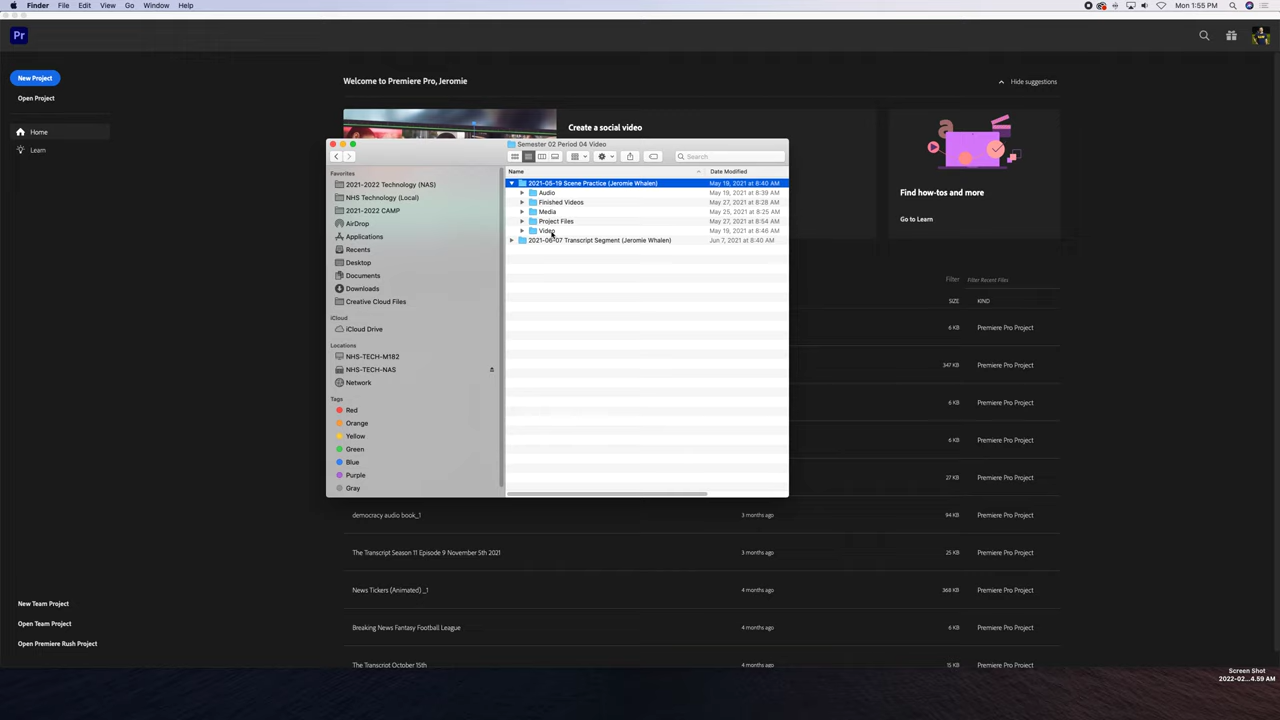 Finder File Edit View Go Window Help Mon 1:55 PM
Pr
New Project
Open Project
Home
Learn
Welcome to Premiere Pro, Jeromie
Hide suggestions
Create a social video
Find how-tos and more
Go to Learn
Semester 02 Period 04 Video
Search
Favorites
2021-2022 Technology (NAS)
NHS Technology (Local)
2021-2022 CAMP
AirDrop
Applications
Recents
Desktop
Documents
Downloads
Creative Cloud Files
iCloud
iCloud Drive
Locations
NHS-TECH-M182
NHS-TECH-NAS
Network
Tags
Red
Orange
Yellow
Green
Blue
Purple
Gray
Name Date Modified
2021-05-19 Scene Practice (Jeromie Whalen) May 19, 2021 at 8:40 AM
Audio May 19, 2021 at 8:39 AM
Finished Videos May 27, 2021 at 8:28 AM
Media May 25, 2021 at 8:25 AM
Project Files May 27, 2021 at 8:54 AM
Video May 19, 2021 at 8:46 AM
2021-06-07 Transcript Segment (Jeromie Whalen) Jun 7, 2021 at 8:40 AM
Filter Filter Recent Files
SIZE KIND
6 KB Premiere Pro Project
347 KB Premiere Pro Project
6 KB Premiere Pro Project
6 KB Premiere Pro Project
27 KB Premiere Pro Project
democracy audio book_1 3 months ago 94 KB Premiere Pro Project
The Transcript Season 11 Episode 9 November 5th 2021 3 months ago 25 KB Premiere Pro Project
News Tickers (Animated) _1 4 months ago 368 KB Premiere Pro Project
Breaking News Fantasy Football League 4 months ago 6 KB Premiere Pro Project
The Transcript October 15th 4 months ago 15 KB Premiere Pro Project
New Team Project
Open Team Project
Open Premiere Rush Project
Screen Shot
2022-02...4.59 AM